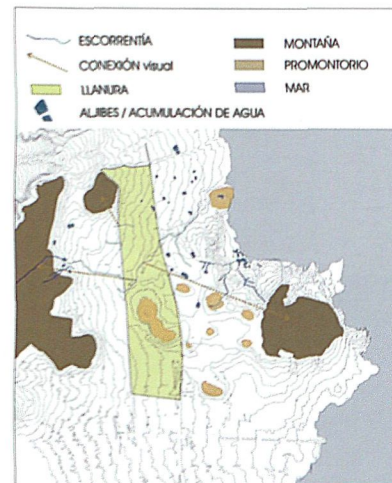 ESCORRENTÍA
CONEXIÓN visual
LLANURA
ALJIBES / ACUMULACIÓN DE AGUA
MONTAÑA
PROMONTORIO
MAR